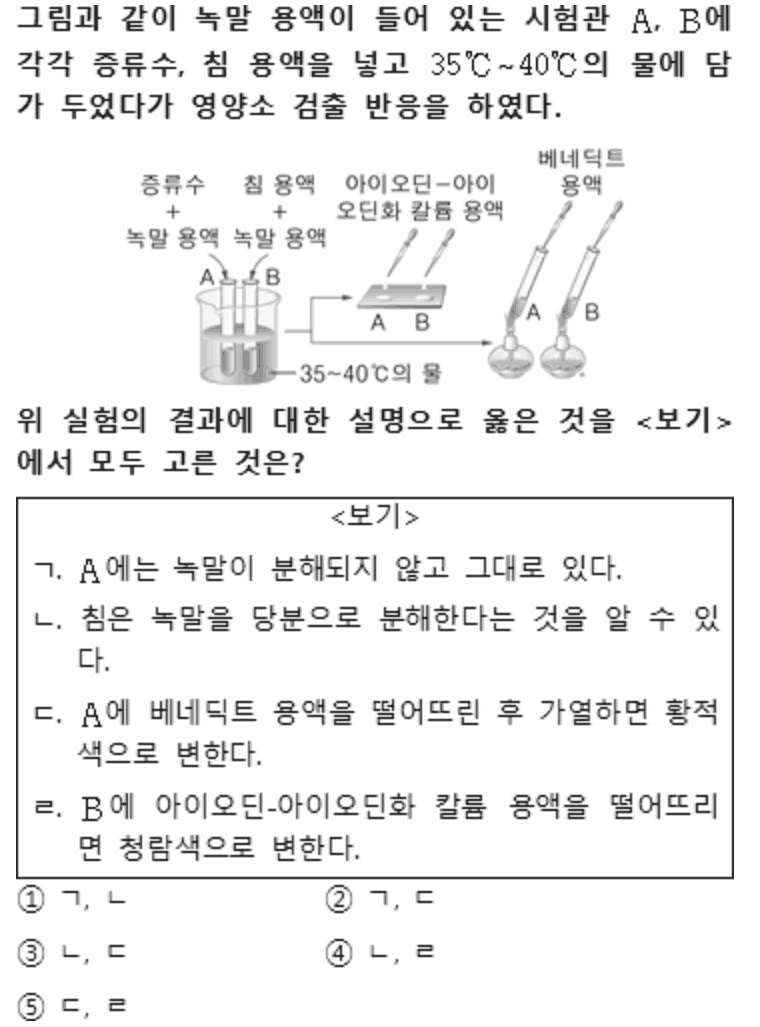 그림과 같이 녹말 용액이 들어 있는 시험관 A, B에
각각 증류수, 침 용액을 넣고 35℃~40℃의 물에 담
가 두었다가 영양소 검출 반응을 하였다.
베네딕트
용액
증류수
+
녹말 용액
침 용액
+
녹말 용액
아이오딘-아이
오딘화 칼륨 용액
A
B
A
B
A
B
35~40℃의 물
위 실험의 결과에 대한 설명으로 옳은 것을 <보기>
에서 모두 고른 것은?
<보기>
ㄱ. A에는 녹말이 분해되지 않고 그대로 있다.
ㄴ. 침은 녹말을 당분으로 분해한다는 것을 알 수 있
다.
ㄷ. A에 베네딕트 용액을 떨어뜨린 후 가열하면 황적
색으로 변한다.
ㄹ. B에 아이오딘-아이오딘화 칼륨 용액을 떨어뜨리
면 청람색으로 변한다.
① ㄱ, ㄴ
② ㄱ, ㄷ
③ ㄴ, ㄷ
④ ㄴ, ㄹ
⑤ ㄷ, ㄹ